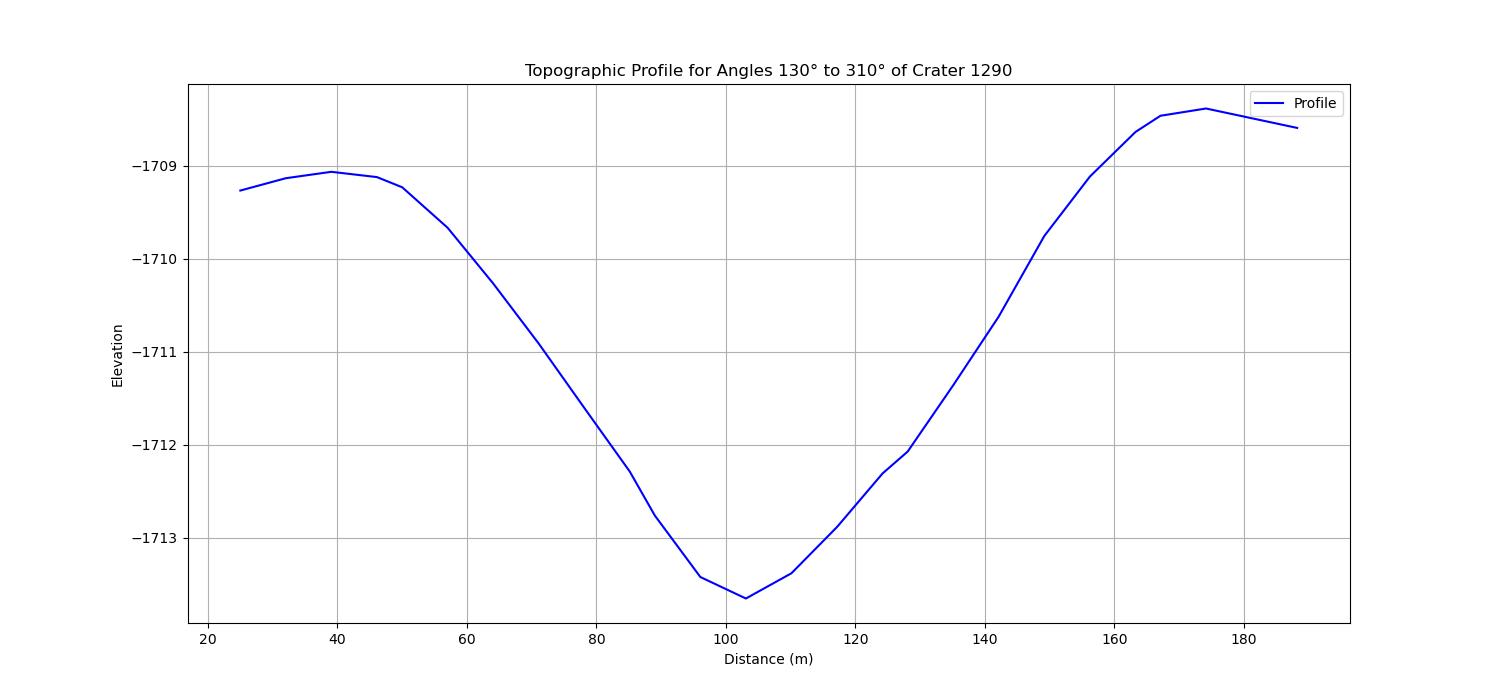 Topographic Profile for Angles 130° to 310° of Crater 1290
Profile
−1709
−1710
−1711
−1712
−1713
Elevation
20 40 60 80 100 120 140 160 180
Distance (m)